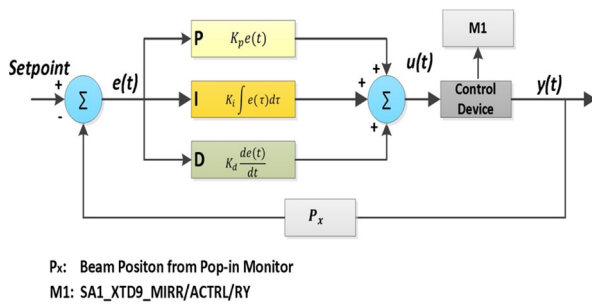 M1
P K_p e(t)
Setpoint
+
-
Σ
e(t)
I K_i ∫ e(τ)dτ
+
+
+
Σ
u(t)
Control
Device
y(t)
D K_d de(t)/dt
P_x
P_x: Beam Positon from Pop-in Monitor
M1: SA1_XTD9_MIRR/ACTRL/RY